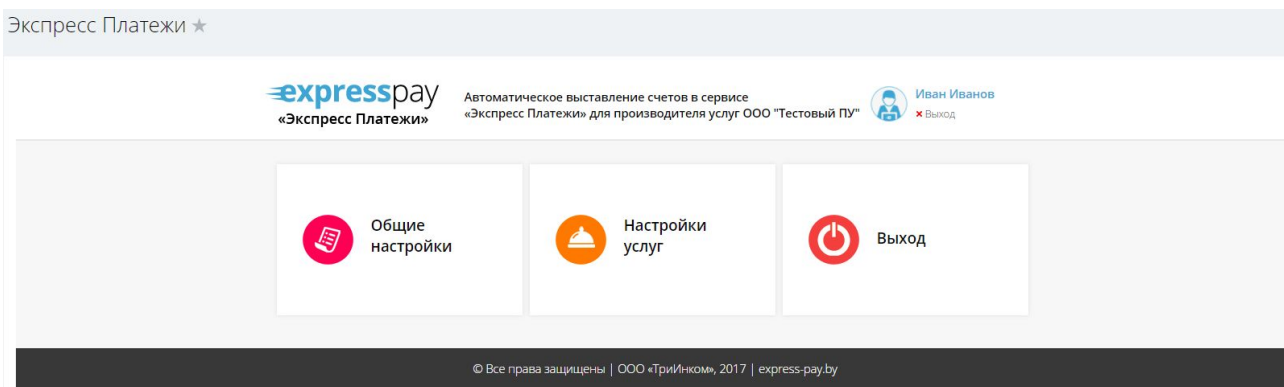 Экспресс Платежи
expresspay
«Экспресс Платежи»
Автоматическое выставление счетов в сервисе
«Экспресс Платежи» для производителя услуг ООО "Тестовый ПУ"
Иван Иванов
Выход
Общие
настройки
Настройки
услуг
Выход
© Все права защищены | ООО «ТриИнком», 2017 | express-pay.by